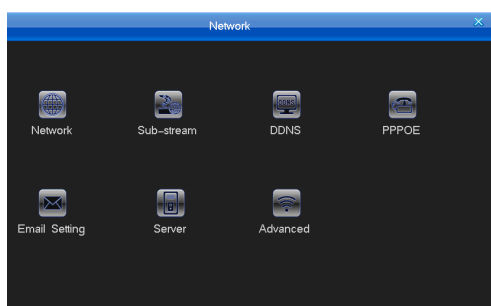 Network
Network Sub-stream DDNS PPPOE
Email Setting Server Advanced